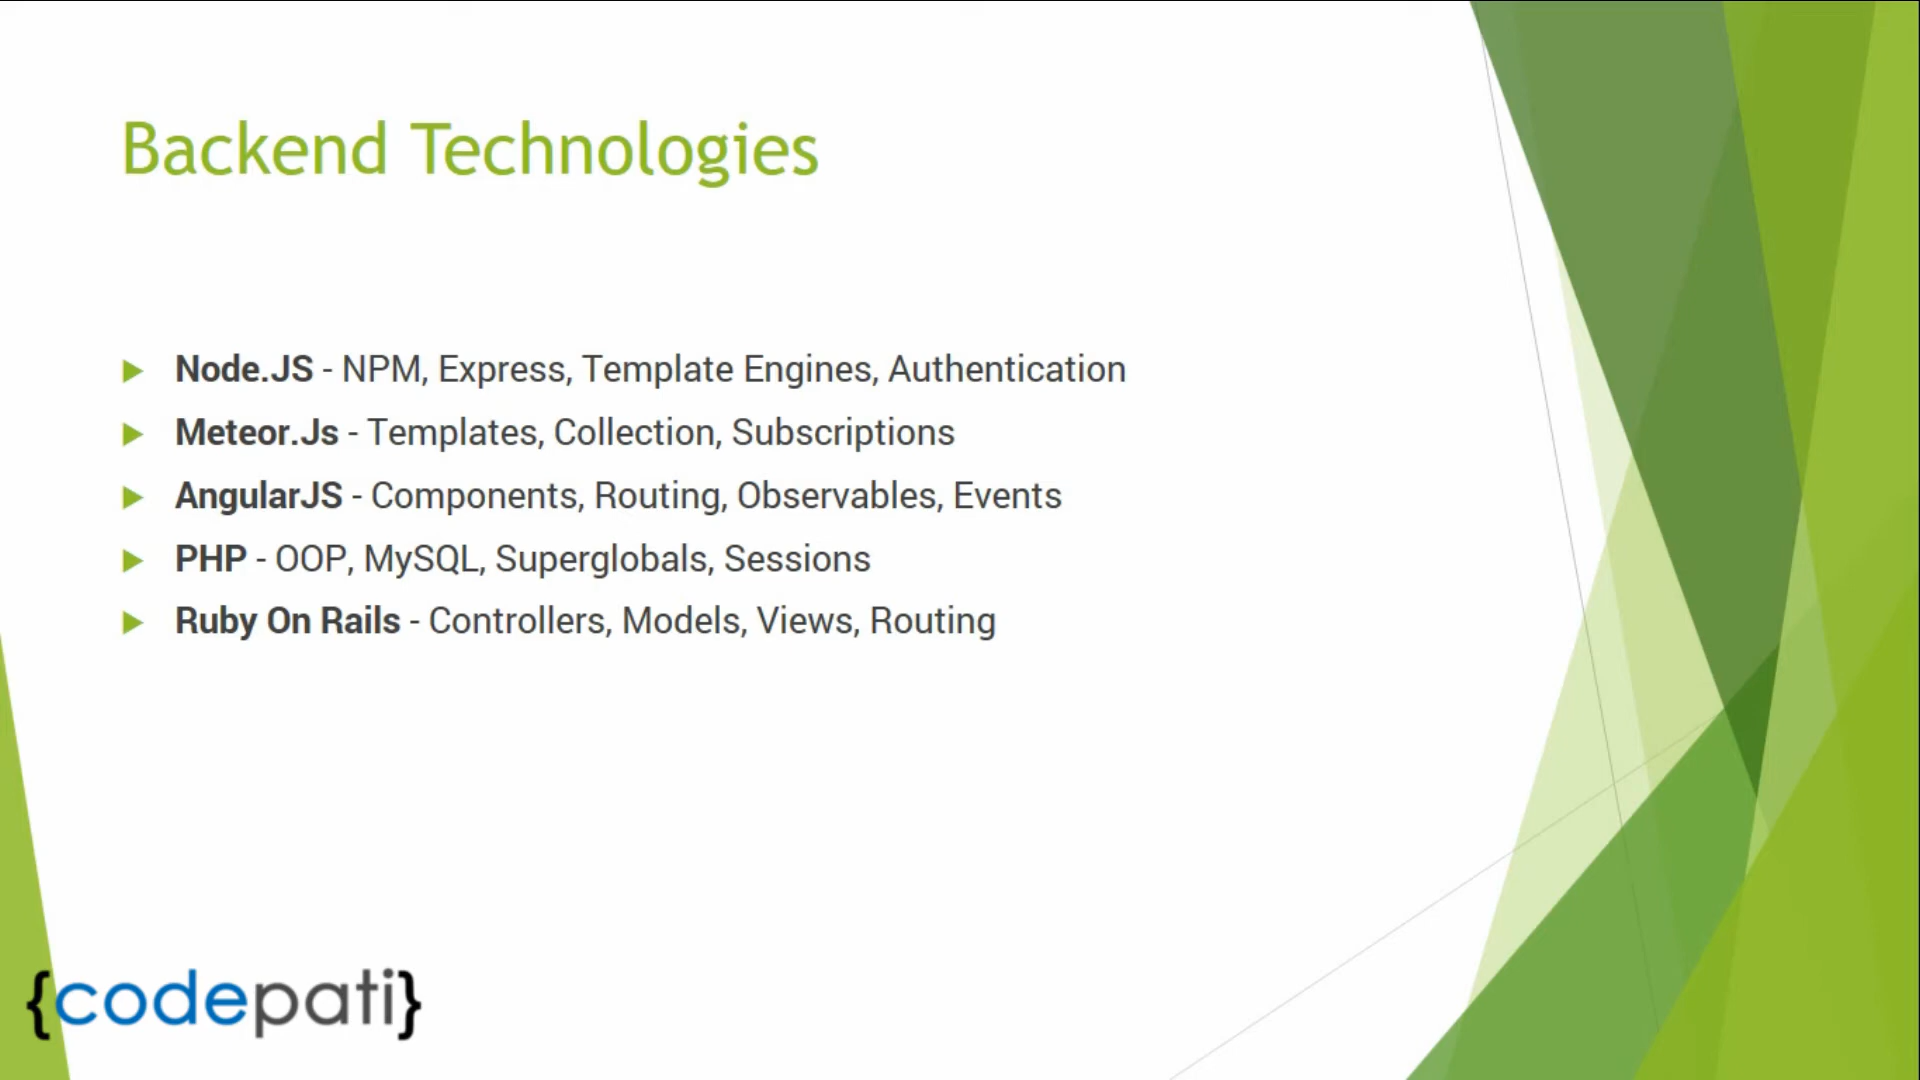 Backend Technologies
Node.JS - NPM, Express, Template Engines, Authentication
Meteor.Js - Templates, Collection, Subscriptions
AngularJS - Components, Routing, Observables, Events
PHP - OOP, MySQL, Superglobals, Sessions
Ruby On Rails - Controllers, Models, Views, Routing
{codepati}